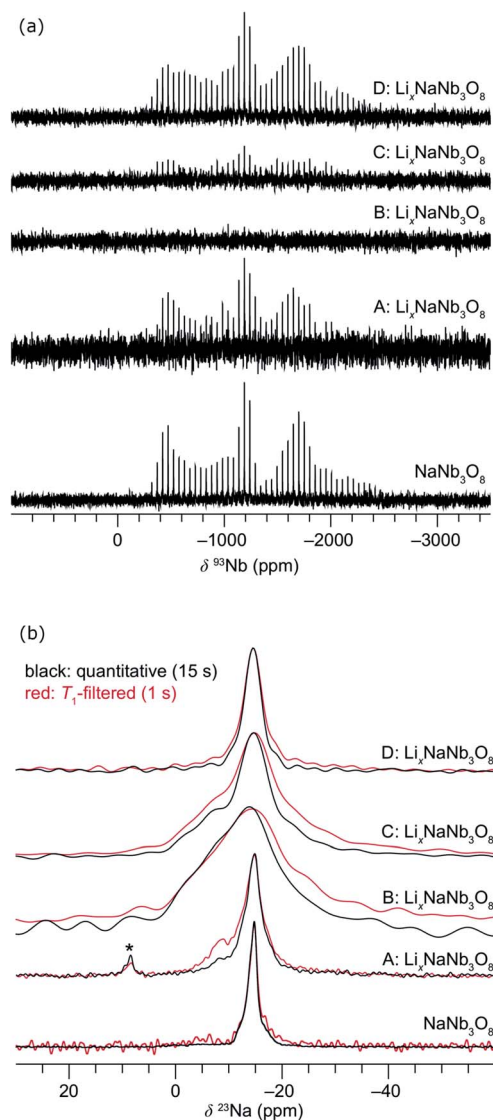 (a)
D: LiₓNaNb₃O₈
C: LiₓNaNb₃O₈
B: LiₓNaNb₃O₈
A: LiₓNaNb₃O₈
NaNb₃O₈
0 –1000 –2000 –3000
δ ⁹³Nb (ppm)
(b)
black: quantitative (15 s)
red: T₁-filtered (1 s)
D: LiₓNaNb₃O₈
C: LiₓNaNb₃O₈
B: LiₓNaNb₃O₈
*
A: LiₓNaNb₃O₈
NaNb₃O₈
20 0 –20 –40
δ ²³Na (ppm)